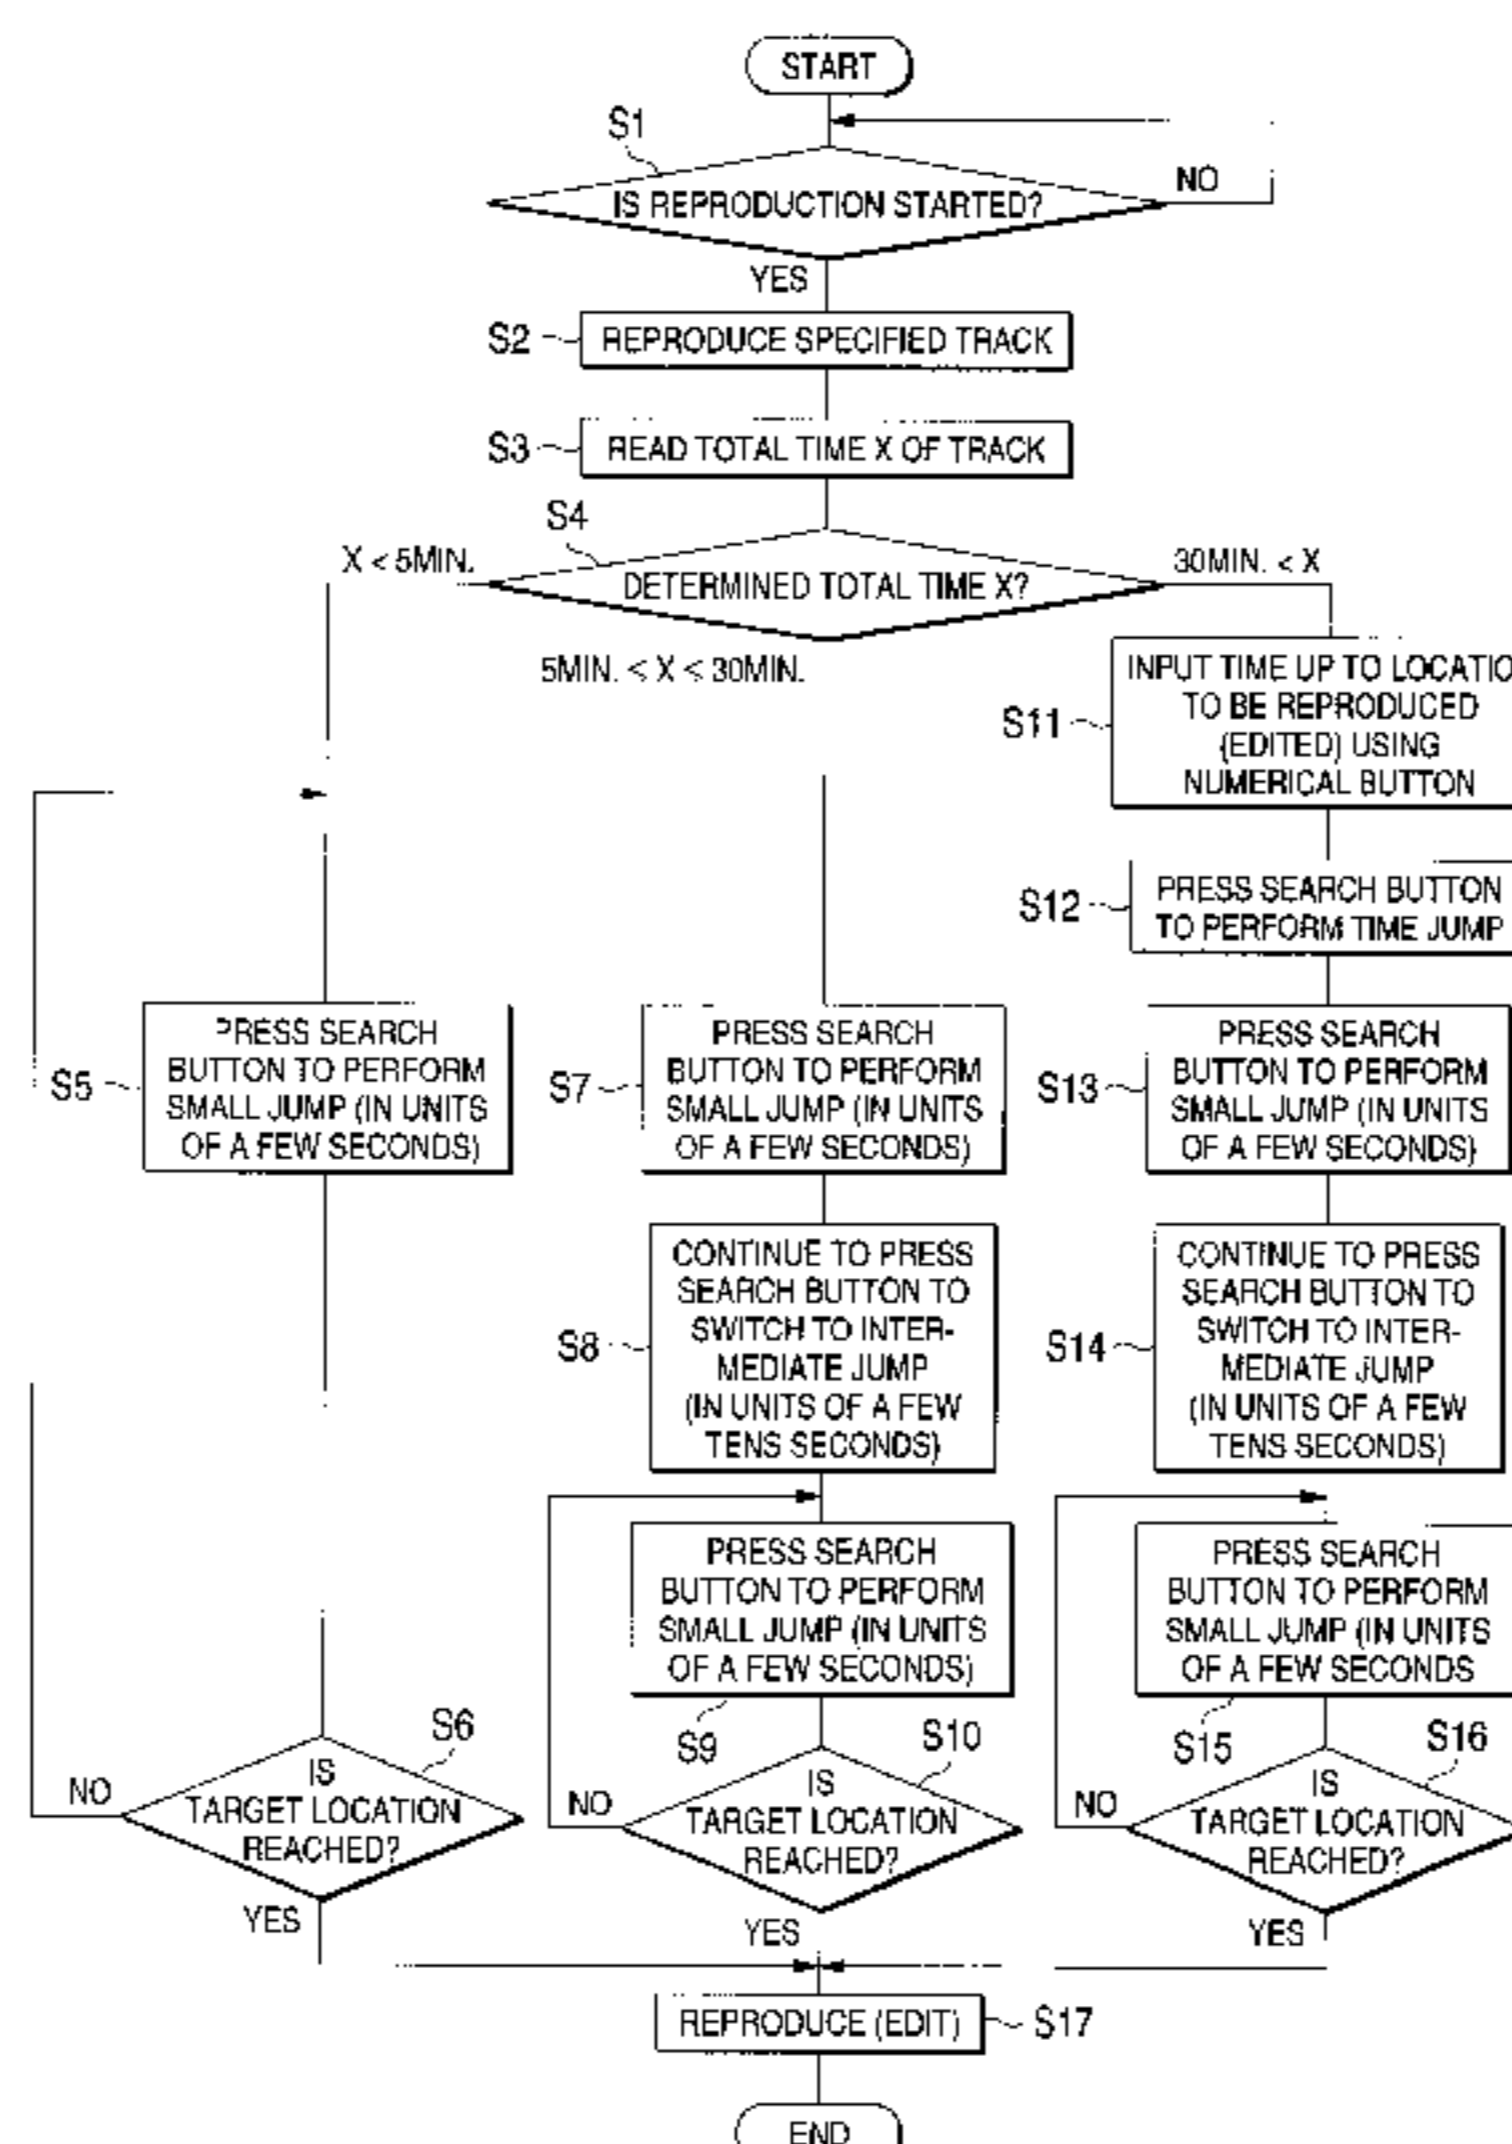 START
S1
NO
IS REPRODUCTION STARTED?
YES
S2
REPRODUCE SPECIFIED TRACK
S3
READ TOTAL TIME X OF TRACK
S4
X < 5MIN.
30MIN. < X
DETERMINED TOTAL TIME X?
5MIN. < X < 30MIN.
S11
INPUT TIME UP TO LOCATIO
TO BE REPRODUCED
(EDITED) USING
NUMERICAL BUTTON
S12
PRESS SEARCH BUTTON
TO PERFORM TIME JUMP
S5
PRESS SEARCH
BUTTON TO PERFORM
SMALL JUMP (IN UNITS
OF A FEW SECONDS)
S7
PRESS SEARCH
BUTTON TO PERFORM
SMALL JUMP (IN UNITS
OF A FEW SECONDS)
S13
PRESS SEARCH
BUTTON TO PERFORM
SMALL JUMP (IN UNITS
OF A FEW SECONDS)
S8
CONTINUE TO PRESS
SEARCH BUTTON TO
SWITCH TO INTER-
MEDIATE JUMP
(IN UNITS OF A FEW
TENS SECONDS)
S14
CONTINUE TO PRESS
SEARCH BUTTON TO
SWITCH TO INTER-
MEDIATE JUMP
(IN UNITS OF A FEW
TENS SECONDS)
PRESS SEARCH
BUTTON TO PERFORM
SMALL JUMP (IN UNITS
OF A FEW SECONDS)
S9
PRESS SEARCH
BUTTON TO PERFORM
SMALL JUMP (IN UNITS
OF A FEW SECONDS
S15
S6
NO
IS
TARGET LOCATION
REACHED?
YES
S10
NO
IS
TARGET LOCATION
REACHED?
YES
S16
NO
IS
TARGET LOCATION
REACHED?
YES
REPRODUCE (EDIT)
S17
END